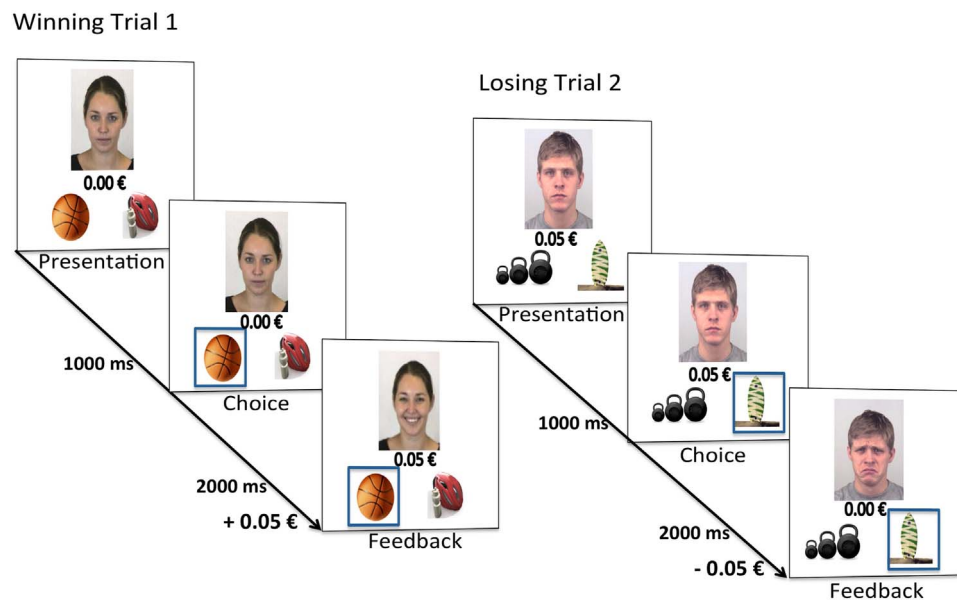 Winning Trial 1
0.00 €
Presentation
0.00 €
Choice
1000 ms
0.05 €
Feedback
2000 ms
+ 0.05 €
Losing Trial 2
0.05 €
Presentation
0.05 €
Choice
1000 ms
0.00 €
Feedback
2000 ms
- 0.05 €